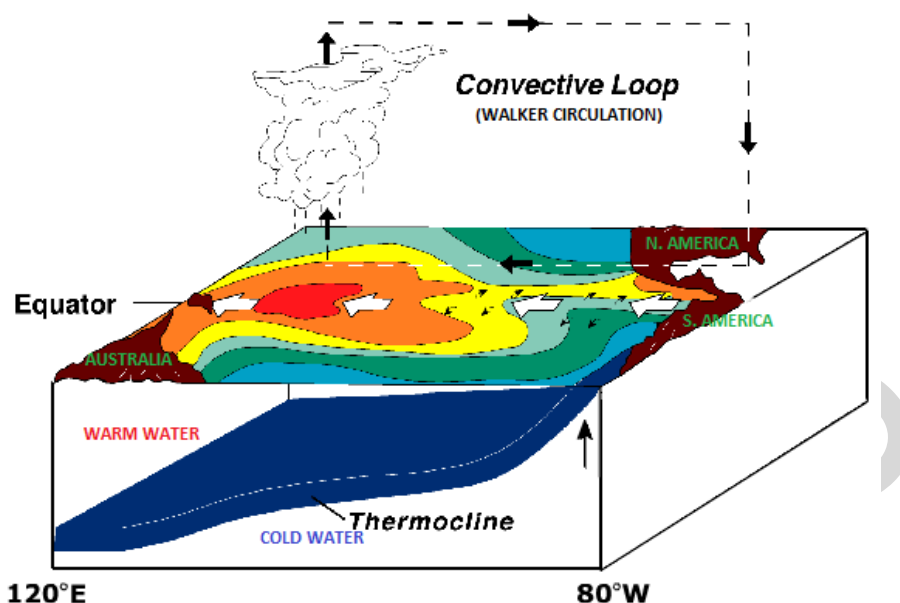 Convective Loop
(WALKER CIRCULATION)
N. AMERICA
Equator
S. AMERICA
AUSTRALIA
WARM WATER
Thermocline
COLD WATER
120°E
80°W